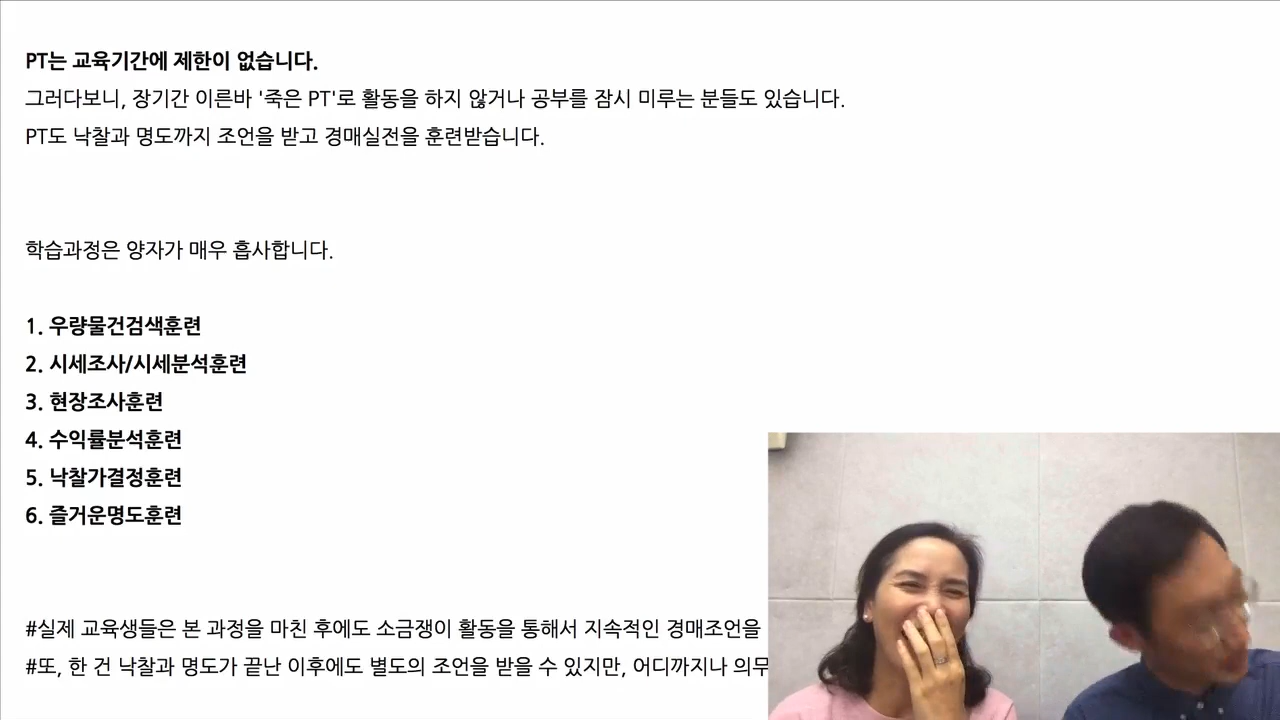 PT는 교육기간에 제한이 없습니다.
그러다보니, 장기간 이른바 '죽은 PT'로 활동을 하지 않거나 공부를 잠시 미루는 분들도 있습니다.
PT도 낙찰과 명도까지 조언을 받고 경매실전을 훈련받습니다.
학습과정은 양자가 매우 흡사합니다.
1. 우량물건검색훈련
2. 시세조사/시세분석훈련
3. 현장조사훈련
4. 수익률분석훈련
5. 낙찰가결정훈련
6. 즐거운명도훈련
#실제 교육생들은 본 과정을 마친 후에도 소금쟁이 활동을 통해서 지속적인 경매조언을
#또, 한 건 낙찰과 명도가 끝난 이후에도 별도의 조언을 받을 수 있지만, 어디까지나 의무